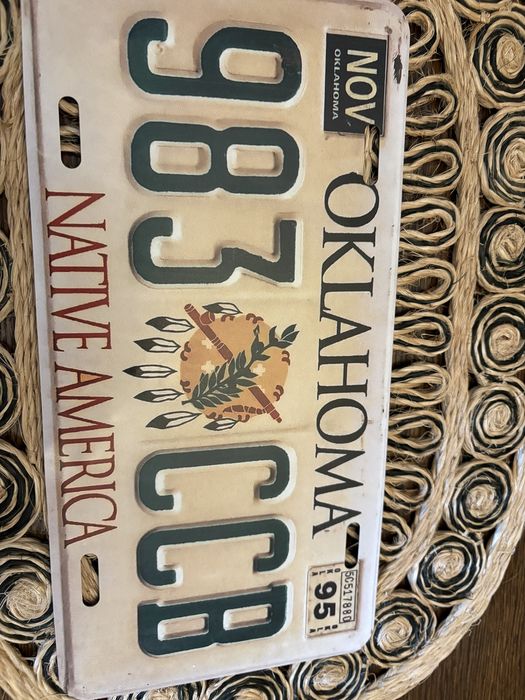 NOV
OKLAHOMA
OKLAHOMA
95
983 CCB
NATIVE AMERICA